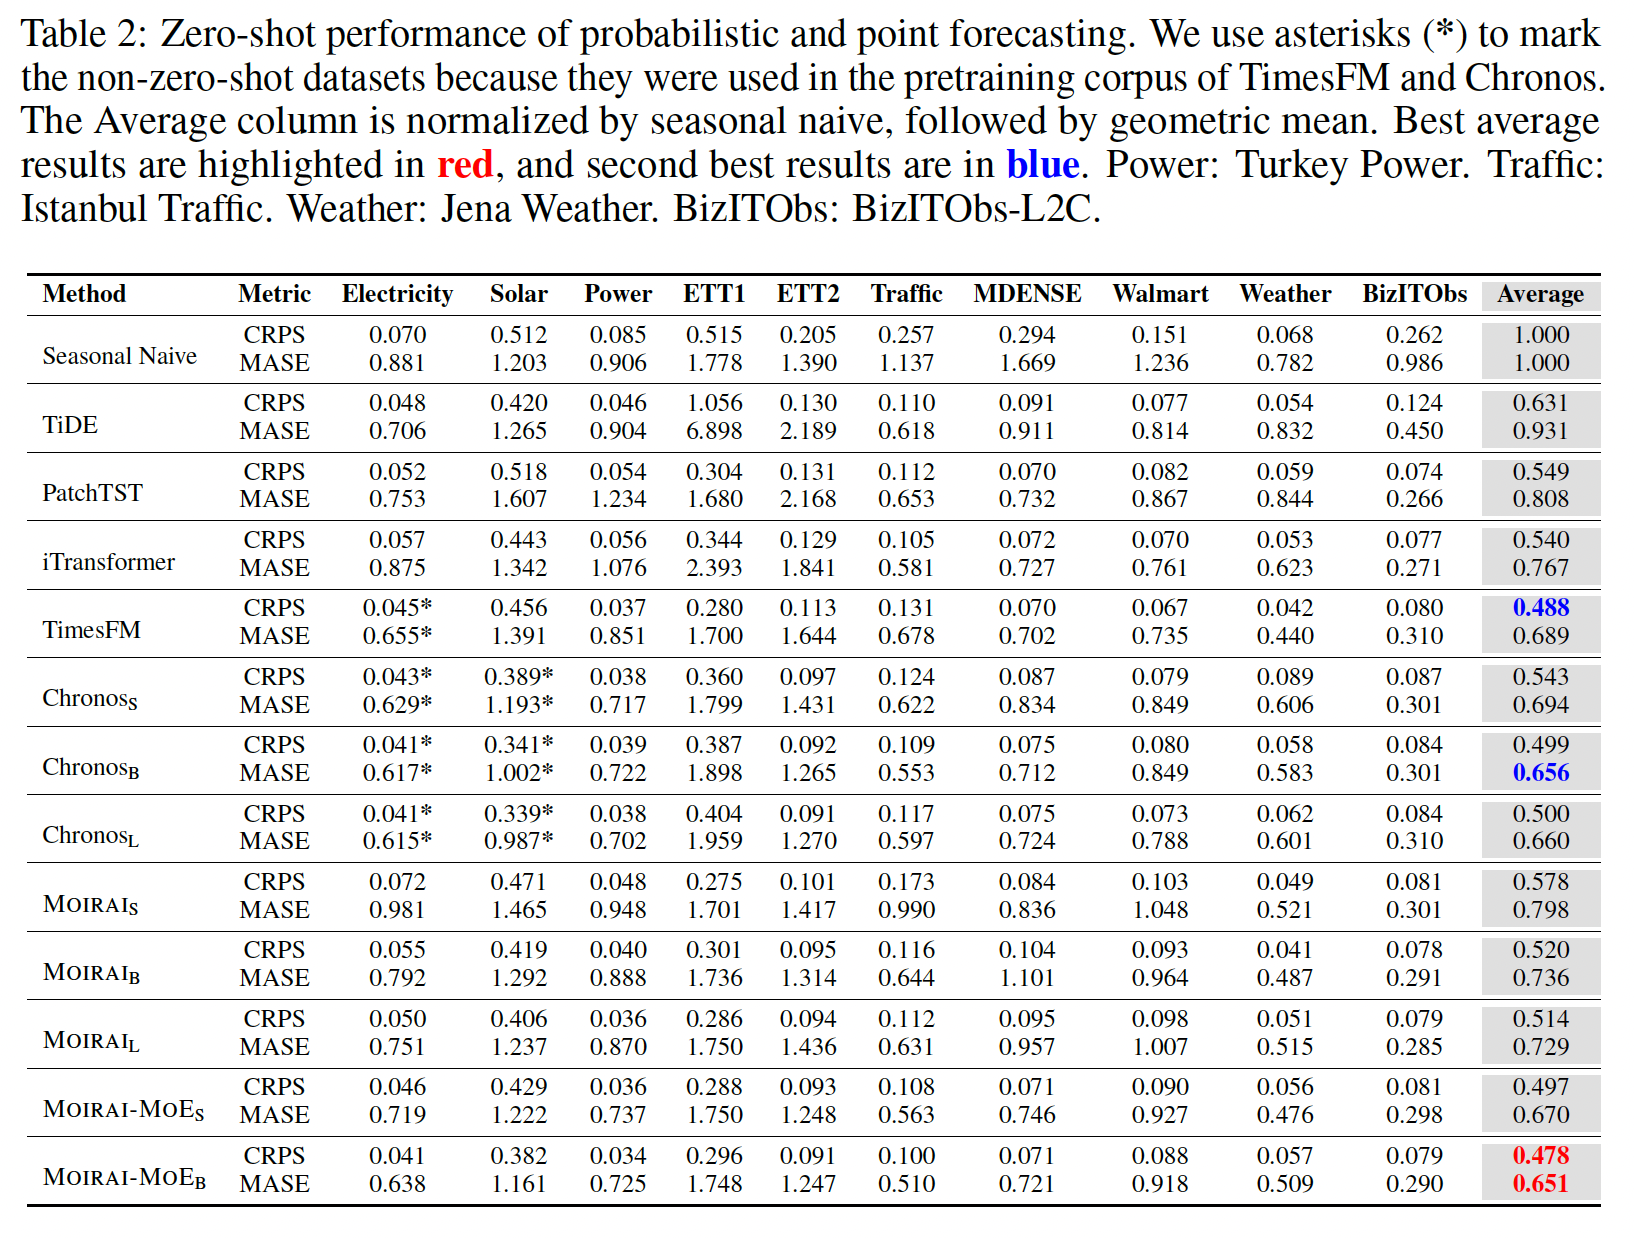 Table 2: Zero-shot performance of probabilistic and point forecasting. We use asterisks (*) to mark
the non-zero-shot datasets because they were used in the pretraining corpus of TimesFM and Chronos.
The Average column is normalized by seasonal naive, followed by geometric mean. Best average
results are highlighted in red, and second best results are in blue. Power: Turkey Power. Traffic:
Istanbul Traffic. Weather: Jena Weather. BizITObs: BizITObs-L2C.
Method Metric Electricity Solar Power ETT1 ETT2 Traffic MDENSE Walmart Weather BizITObs Average
Seasonal Naive
CRPS 0.070 0.512 0.085 0.515 0.205 0.257 0.294 0.151 0.068 0.262 1.000
MASE 0.881 1.203 0.906 1.778 1.390 1.137 1.669 1.236 0.782 0.986 1.000
TiDE
CRPS 0.048 0.420 0.046 1.056 0.130 0.110 0.091 0.077 0.054 0.124 0.631
MASE 0.706 1.265 0.904 6.898 2.189 0.618 0.911 0.814 0.832 0.450 0.931
PatchTST
CRPS 0.052 0.518 0.054 0.304 0.131 0.112 0.070 0.082 0.059 0.074 0.549
MASE 0.753 1.607 1.234 1.680 2.168 0.653 0.732 0.867 0.844 0.266 0.808
iTransformer
CRPS 0.057 0.443 0.056 0.344 0.129 0.105 0.072 0.070 0.053 0.077 0.540
MASE 0.875 1.342 1.076 2.393 1.841 0.581 0.727 0.761 0.623 0.271 0.767
TimesFM
CRPS 0.045* 0.456 0.037 0.280 0.113 0.131 0.070 0.067 0.042 0.080 0.488
MASE 0.655* 1.391 0.851 1.700 1.644 0.678 0.702 0.735 0.440 0.310 0.689
ChronosS
CRPS 0.043* 0.389* 0.038 0.360 0.097 0.124 0.087 0.079 0.089 0.087 0.543
MASE 0.629* 1.193* 0.717 1.799 1.431 0.622 0.834 0.849 0.606 0.301 0.694
ChronosB
CRPS 0.041* 0.341* 0.039 0.387 0.092 0.109 0.075 0.080 0.058 0.084 0.499
MASE 0.617* 1.002* 0.722 1.898 1.265 0.553 0.712 0.849 0.583 0.301 0.656
ChronosL
CRPS 0.041* 0.339* 0.038 0.404 0.091 0.117 0.075 0.073 0.062 0.084 0.500
MASE 0.615* 0.987* 0.702 1.959 1.270 0.597 0.724 0.788 0.601 0.310 0.660
MOIRAIS
CRPS 0.072 0.471 0.048 0.275 0.101 0.173 0.084 0.103 0.049 0.081 0.578
MASE 0.981 1.465 0.948 1.701 1.417 0.990 0.836 1.048 0.521 0.301 0.798
MOIRAIB
CRPS 0.055 0.419 0.040 0.301 0.095 0.116 0.104 0.093 0.041 0.078 0.520
MASE 0.792 1.292 0.888 1.736 1.314 0.644 1.101 0.964 0.487 0.291 0.736
MOIRAIL
CRPS 0.050 0.406 0.036 0.286 0.094 0.112 0.095 0.098 0.051 0.079 0.514
MASE 0.751 1.237 0.870 1.750 1.436 0.631 0.957 1.007 0.515 0.285 0.729
MOIRAI-MOES
CRPS 0.046 0.429 0.036 0.288 0.093 0.108 0.071 0.090 0.056 0.081 0.497
MASE 0.719 1.222 0.737 1.750 1.248 0.563 0.746 0.927 0.476 0.298 0.670
MOIRAI-MOEB
CRPS 0.041 0.382 0.034 0.296 0.091 0.100 0.071 0.088 0.057 0.079 0.478
MASE 0.638 1.161 0.725 1.748 1.247 0.510 0.721 0.918 0.509 0.290 0.651